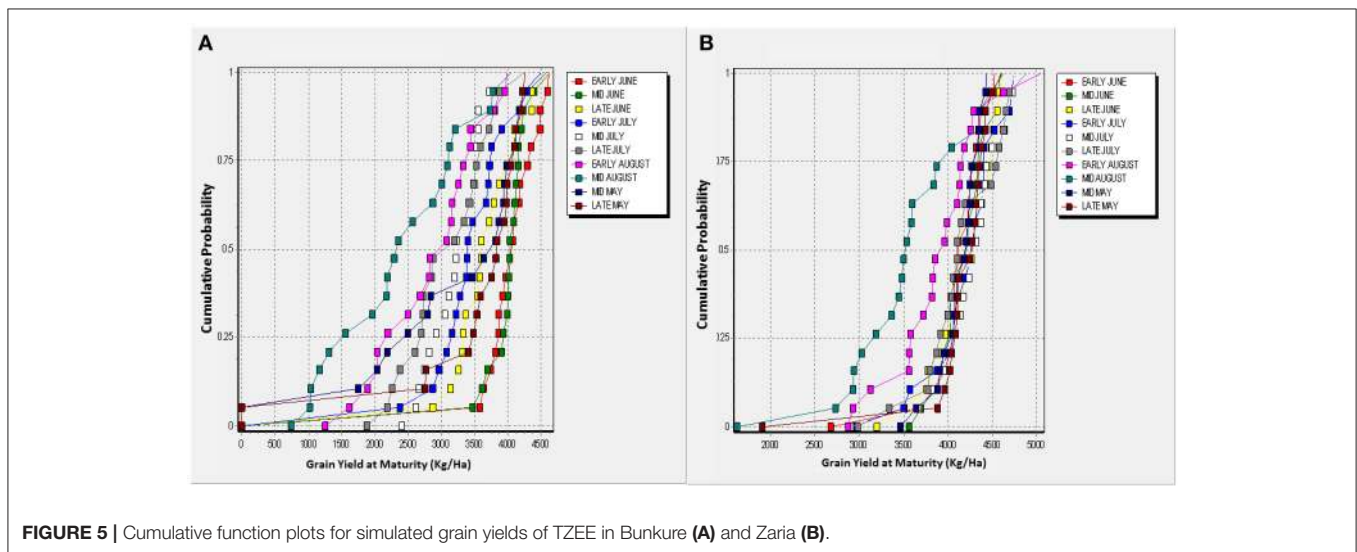 A
Cumulative Probability
1
0.75
0.5
0.25
0
0 500 1000 1500 2000 2500 3000 3500 4000 4500
Grain Yield at Maturity (Kg/Ha)
EARLY JUNE
MID JUNE
LATE JUNE
EARLY JULY
MID JULY
LATE JULY
EARLY AUGUST
MID AUGUST
MID MAY
LATE MAY
B
Cumulative Probability
1
175
0.5
125
0
2000 2500 3000 3500 4000 4500 5000
Grain Yield at Maturity (Kg/Ha)
EARLY JUNE
MID JUNE
LATE JUNE
EARLY JULY
MID JULY
LATE JULY
EARLY AUGUST
MID AUGUST
MID MAY
LATE MAY
FIGURE 5 | Cumulative function plots for simulated grain yields of TZEE in Bunkure (A) and Zaria (B).